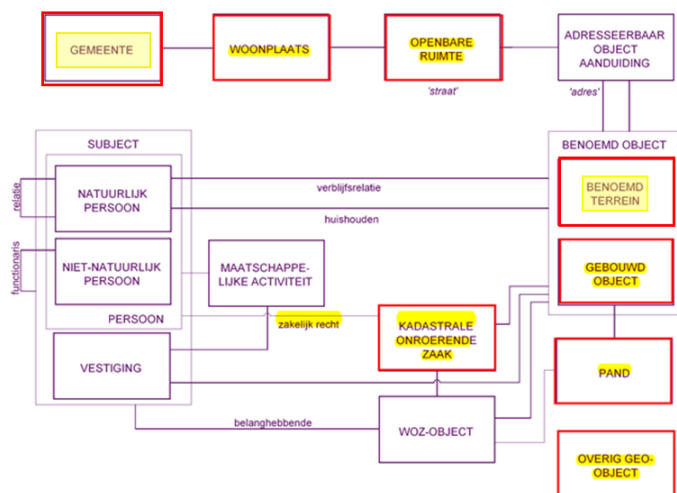 GEMEENTE
WOONPLAATS
OPENBARE
RUIMTE
ADRESSEERBAAR
OBJECT
AANDUIDING
'straat'
'adres'
SUBJECT
BENOEMD OBJECT
relatie
NATUURLIJK
PERSOON
verblijfsrelatie
huishouden
BENOEMD
TERREIN
functionaris
NIET-NATUURLIJK
PERSOON
MAATSCHAPPE-
LIJKE ACTIVITEIT
GEBOUWD
OBJECT
PERSOON
zakelijk recht
KADASTRALE
ONROERENDE
ZAAK
VESTIGING
PAND
belanghebbende
WOZ-OBJECT
OVERIG GEO-
OBJECT